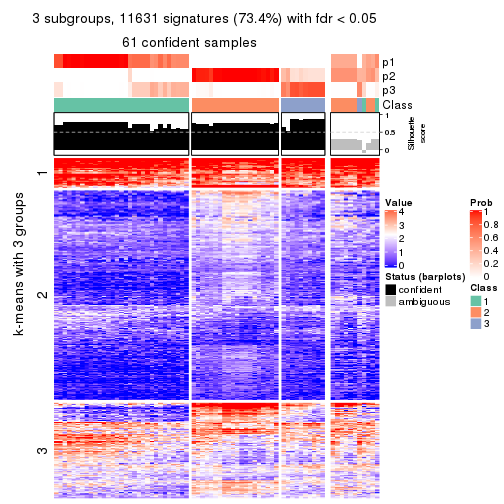 3 subgroups, 11631 signatures (73.4%) with fdr < 0.05
61 confident samples
p1
p2
p3
Class
1
0.5
0
Silhouette
score
k-means with 3 groups
1
2
3
Value
4
3
2
1
0
Status (barplots)
confident
ambiguous
Prob
1
0.8
0.6
0.4
0.2
0
Class
1
2
3